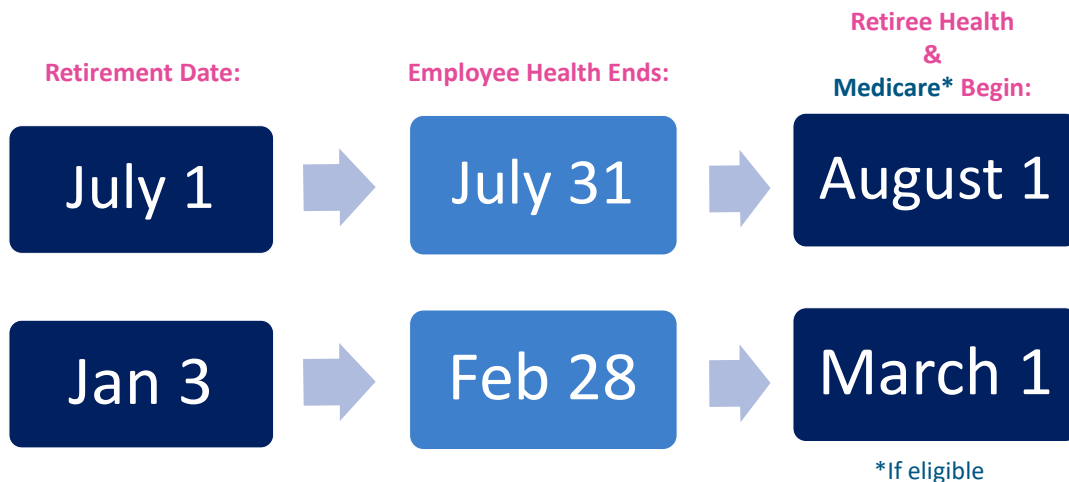 Retirement Date:
Employee Health Ends:
Retiree Health
&
Medicare* Begin:
July 1
July 31
August 1
Jan 3
Feb 28
March 1
*If eligible